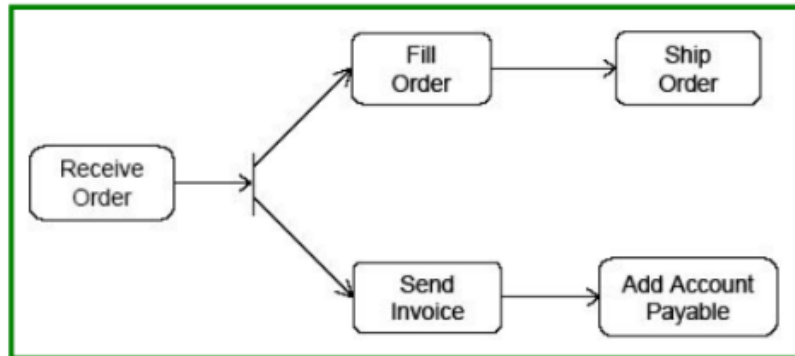 Receive
Order
Fill
Order
Ship
Order
Send
Invoice
Add Account
Payable